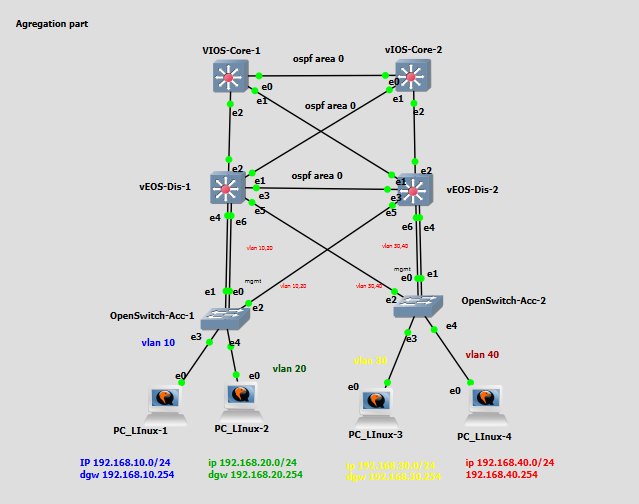 Agregation part
VIOS-Core-1
vIOS-Core-2
ospf area 0
e0
e0
e1
e1
ospf area 0
e2
e2
e2
e2
e1
e1
vEOS-Dis-1
ospf area 0
vEOS-Dis-2
e3
e3
e4
e5
e5
e6
e6
e4
vlan 10,20
vlan 30,40
mgmt
mgmt
vlan 10,20
vlan 30,40
e1
e0
e0
e1
e2
e2
OpenSwitch-Acc-1
OpenSwitch-Acc-2
e3
e4
e3
e4
vlan 10
vlan 20
vlan 40
e0
e0
e0
e0
PC_LInux-1
PC_LInux-2
PC_LInux-3
PC_LInux-4
IP 192.168.10.0/24
dgw 192.168.10.254
ip 192.168.20.0/24
dgw 192.168.20.254
ip 192.168.30.0/24
dgw 192.168.40.254
ip 192.168.40.0/24
192.168.40.254